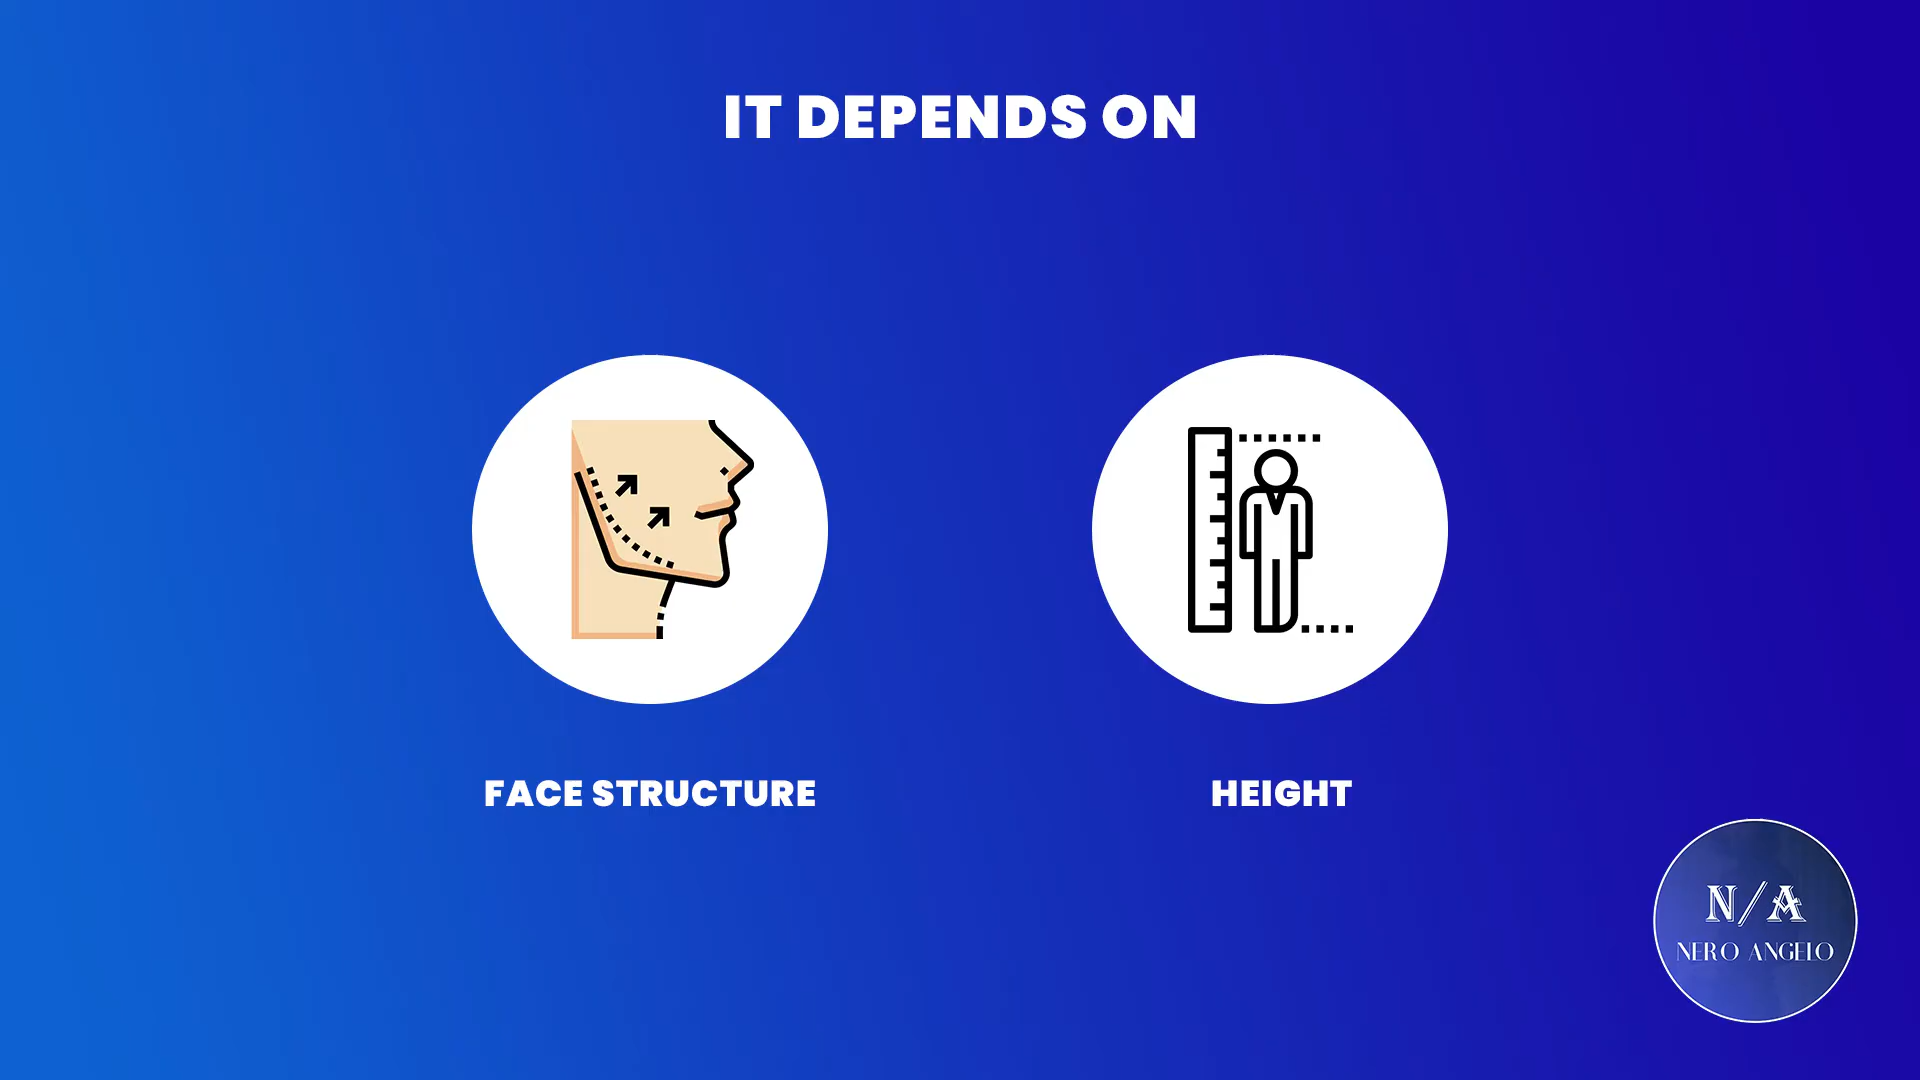 IT DEPENDS ON
FACE STRUCTURE
HEIGHT
N/A
NERO ANGELO